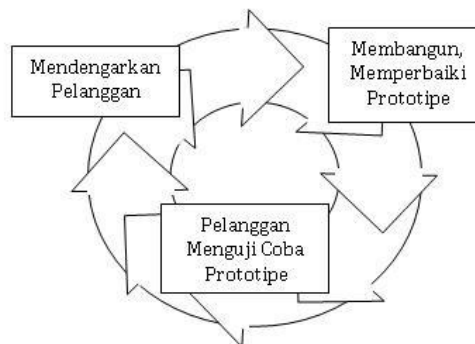 Mendengarkan
Pelanggan
Membangun,
Memperbaiki
Prototipe
Pelanggan
Menguji Coba
Prototipe